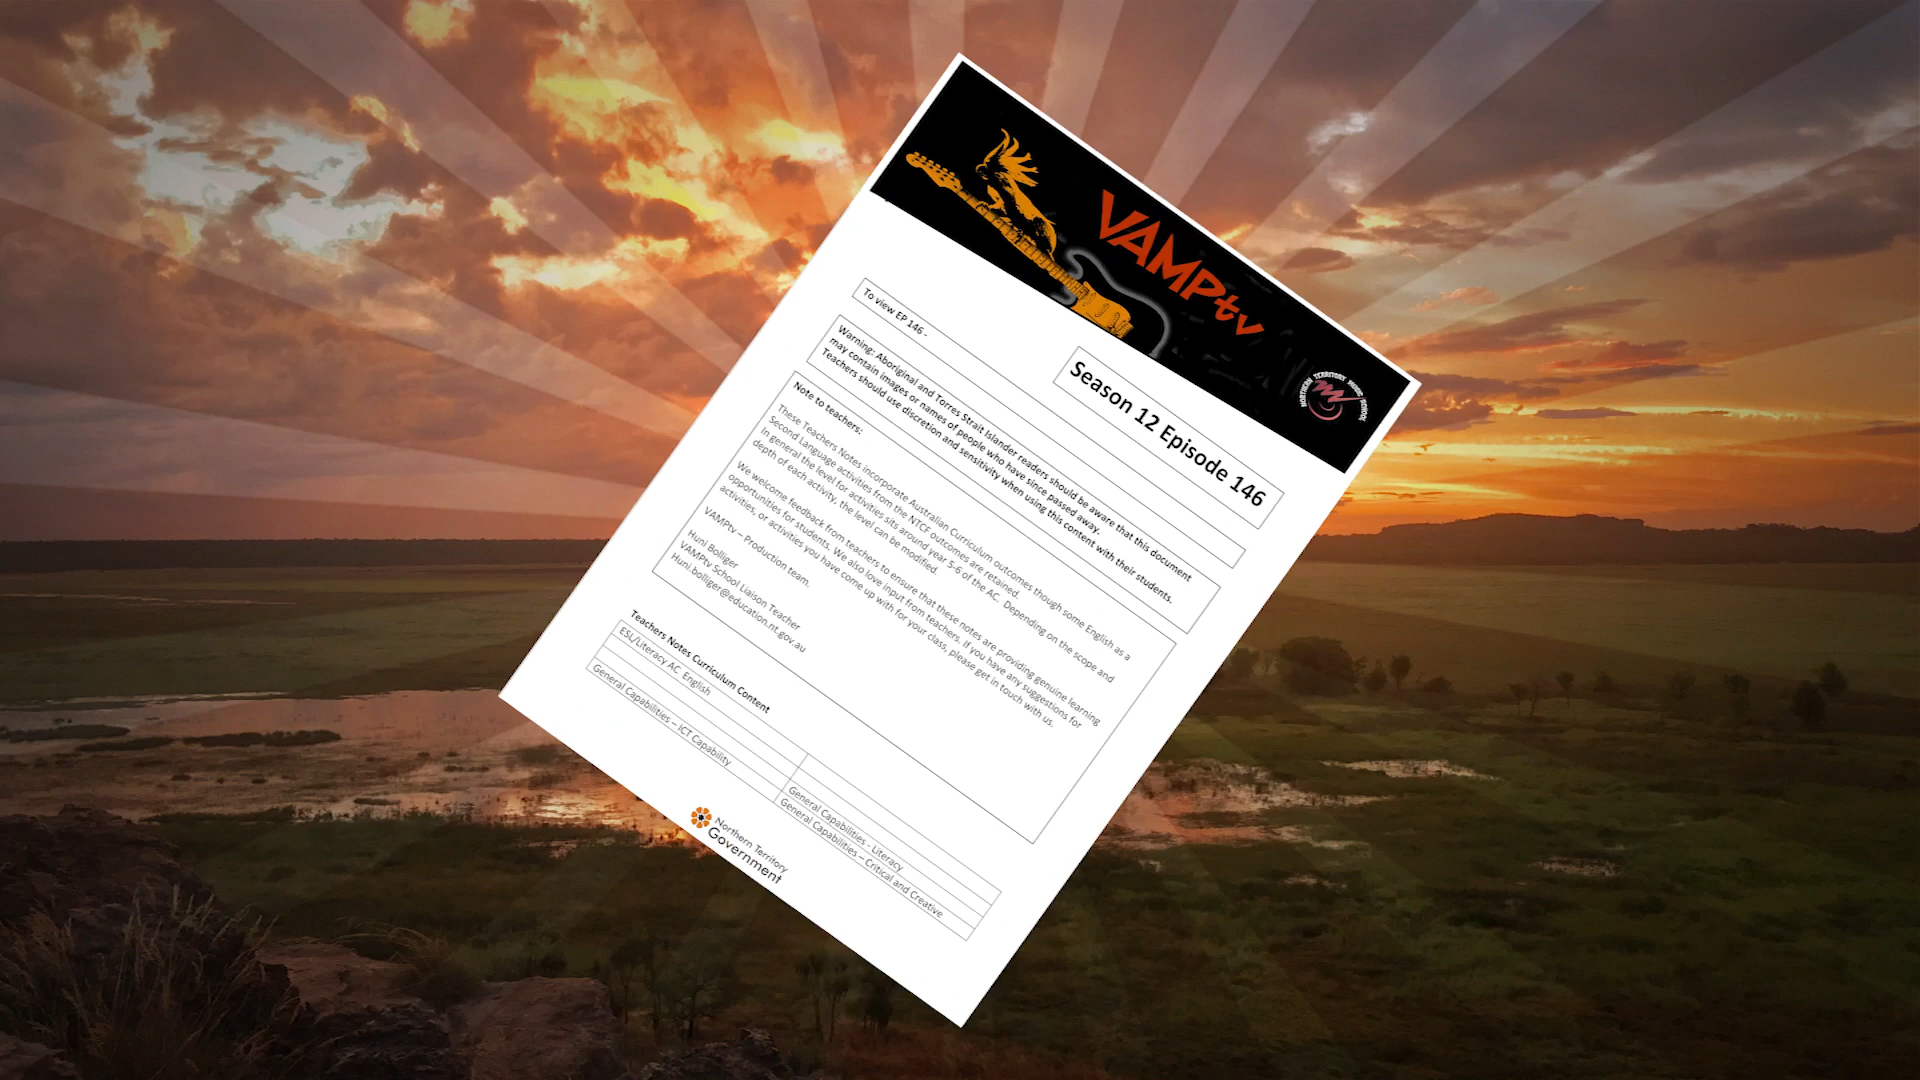 VAMPtv
NORTHERN TERRITORY MUSIC SCHOOL
Season 12 Episode 146
To view EP 146 -
Warning: Aboriginal and Torres Strait Islander readers should be aware that this document
may contain images or names of people who have since passed away.
Teachers should use discretion and sensitivity when using this content with their students.
Note to teachers:
These Teachers Notes incorporate Australian Curriculum outcomes though some English as a
Second Language activities from the NTCF outcomes are retained.
In general the level for activities sits around year 5-6 of the AC. Depending on the scope and
depth of each activity, the level can be modified.
We welcome feedback from teachers to ensure that these notes are providing genuine learning
opportunities for students. We also love input from teachers. If you have any suggestions for
activities, or activities you have come up with for your class, please get in touch with us.
VAMPtv – Production team.
Huni Bolliger
VAMPtv School Liaison Teacher
Huni.bolliger@education.nt.gov.au
Teachers Notes Curriculum Content
ESL/Literacy AC English
General Capabilities - Literacy
General Capabilities – ICT Capability
General Capabilities – Critical and Creative
Northern Territory
Government